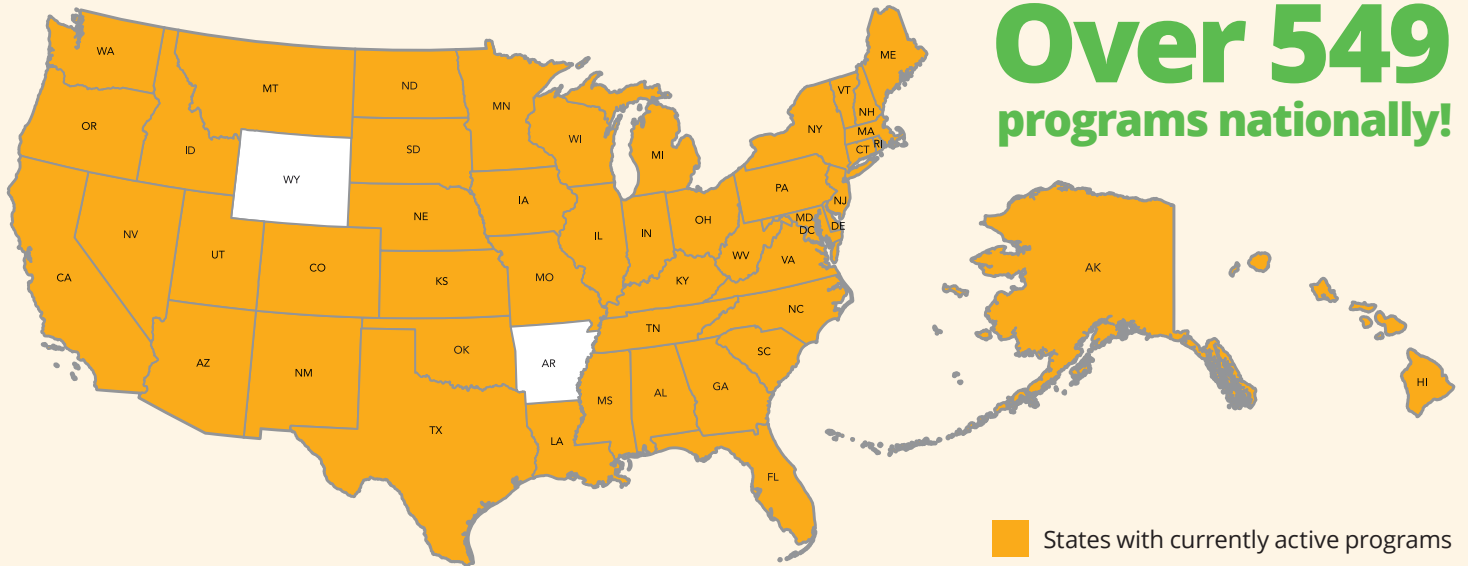 Over 549
programs nationally!
WA
MT
ND
MN
OR
ID
WY
SD
WI
MI
NY
VT
NH
ME
MA
CT
RI
NV
UT
CO
NE
IA
IL
IN
OH
PA
NJ
MD
DC
DE
CA
KS
MO
KY
WV
VA
AZ
NM
OK
AR
TN
NC
SC
TX
LA
MS
AL
GA
FL
AK
HI
States with currently active programs